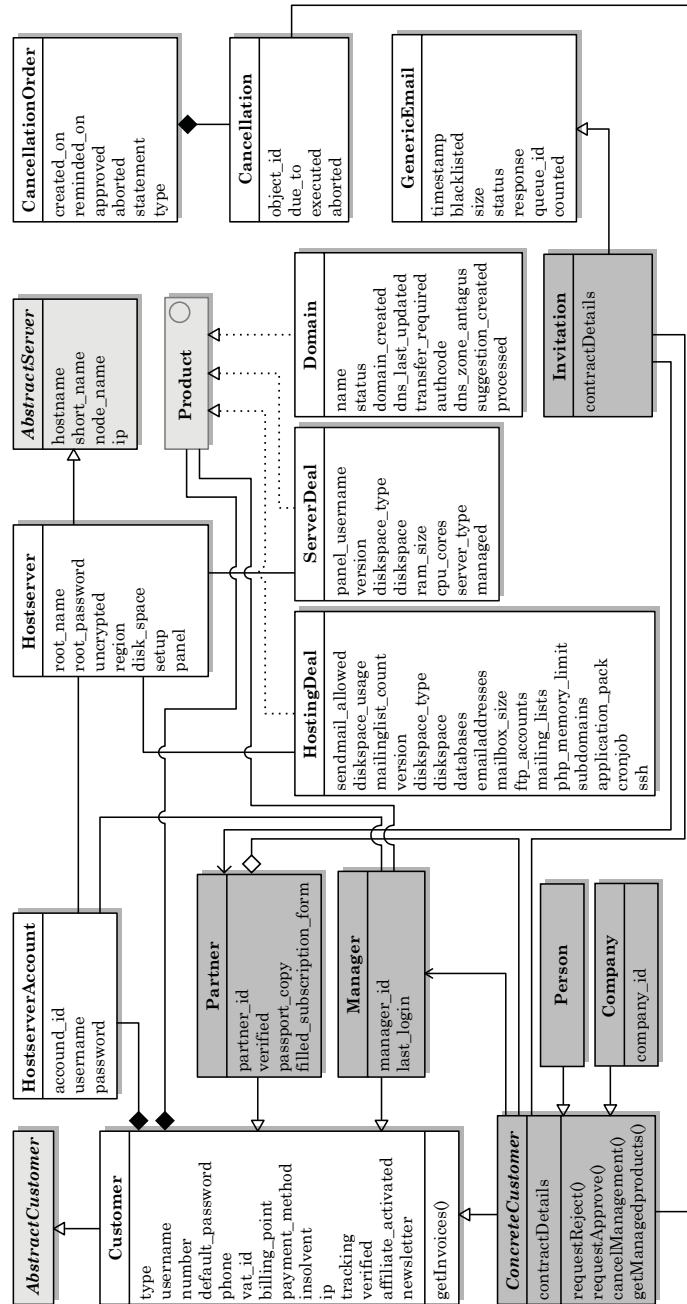 AbstractCustomer
Customer
type
username
number
default_password
phone
vat_id
billing_point
payment_method
insolvent
ip
tracking
verified
affiliate_activated
newsletter
getInvoices()
ConcreteCustomer
contractDetails
requestReject()
requestApprove()
cancelManagement()
getManagedproducts()
HostserverAccount
accound_id
username
password
Partner
partner_id
verified
passport_copy
filled_subscription_form
Manager
manager_id
last_login
Person
Company
company_id
Hostserver
root_name
root_password
uncrypted
region
disk_space
setup
panel
HostingDeal
sendmail_allowed
diskspace_usage
mailinglist_count
version
diskspace_type
diskspace
databases
emailaddresses
mailbox_size
ftp_accounts
mailing_lists
php_memory_limit
subdomains
application_pack
cronjob
ssh
AbstractServer
hostname
short_name
node_name
ip
Product
ServerDeal
panel_username
version
diskspace_type
diskspace
ram_size
cpu_cores
server_type
managed
Domain
name
status
domain_created
dns_last_updated
transfer_required
authcode
dns_zone_antagus
suggestion_created
processed
Invitation
contractDetails
CancellationOrder
created_on
reminded_on
approved
aborted
statement
type
Cancellation
object_id
due_to
executed
aborted
GenericEmail
timestamp
blacklisted
size
status
response
queue_id
counted